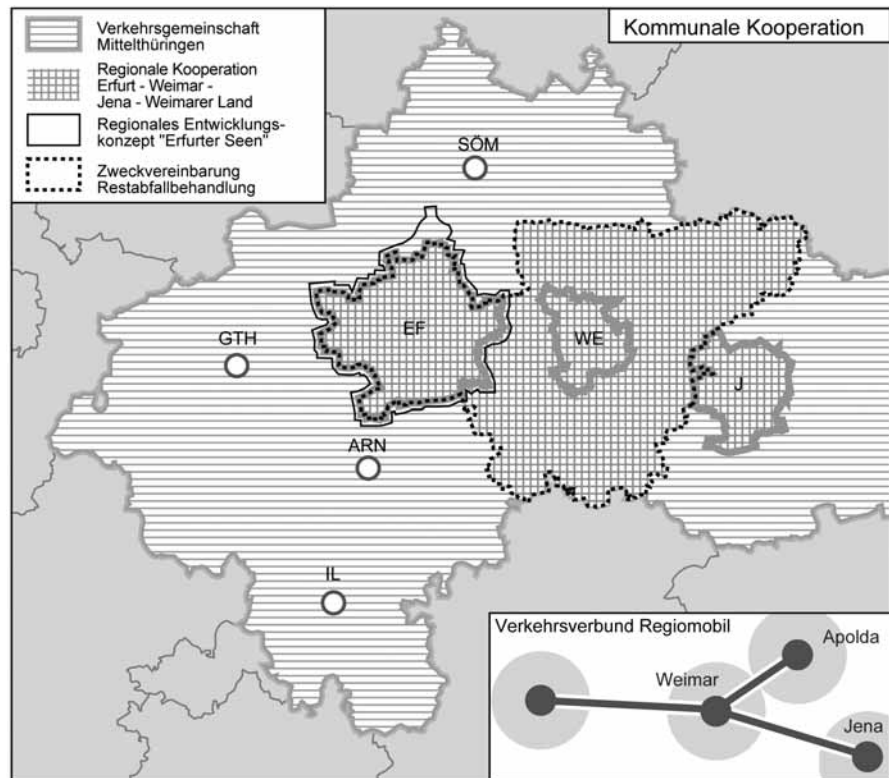 Verkehrsgemeinschaft
Mittelthüringen
Regionale Kooperation
Erfurt - Weimar -
Jena - Weimarer Land
Regionales Entwicklungs-
konzept "Erfurter Seen"
Zweckvereinbarung
Restabfallbehandlung
Kommunale Kooperation
SÖM
EF
WE
GTH
J
ARN
IL
Verkehrsverbund Regiomobil
Apolda
Weimar
Jena